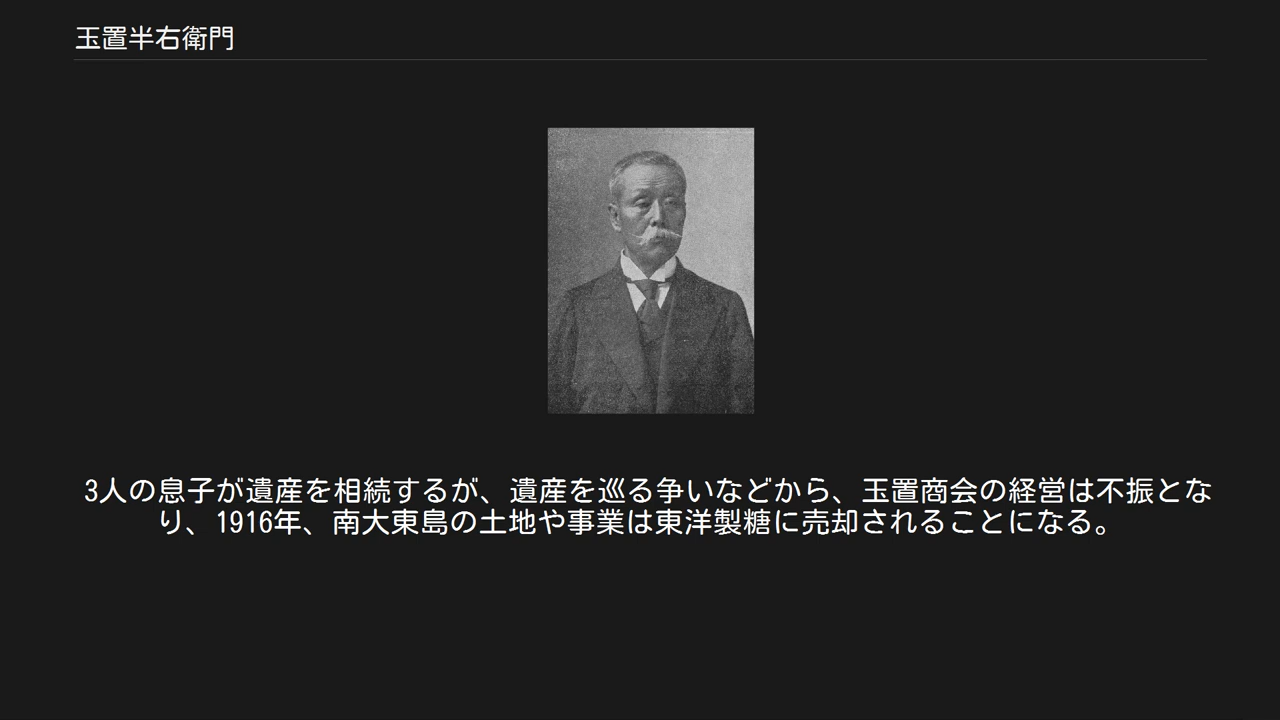 玉置半右衛門
3人の息子が遺産を相続するが、遺産を巡る争いなどから、玉置商会の経営は不振とな
り、1916年、南大東島の土地や事業は東洋製糖に売却されることになる。